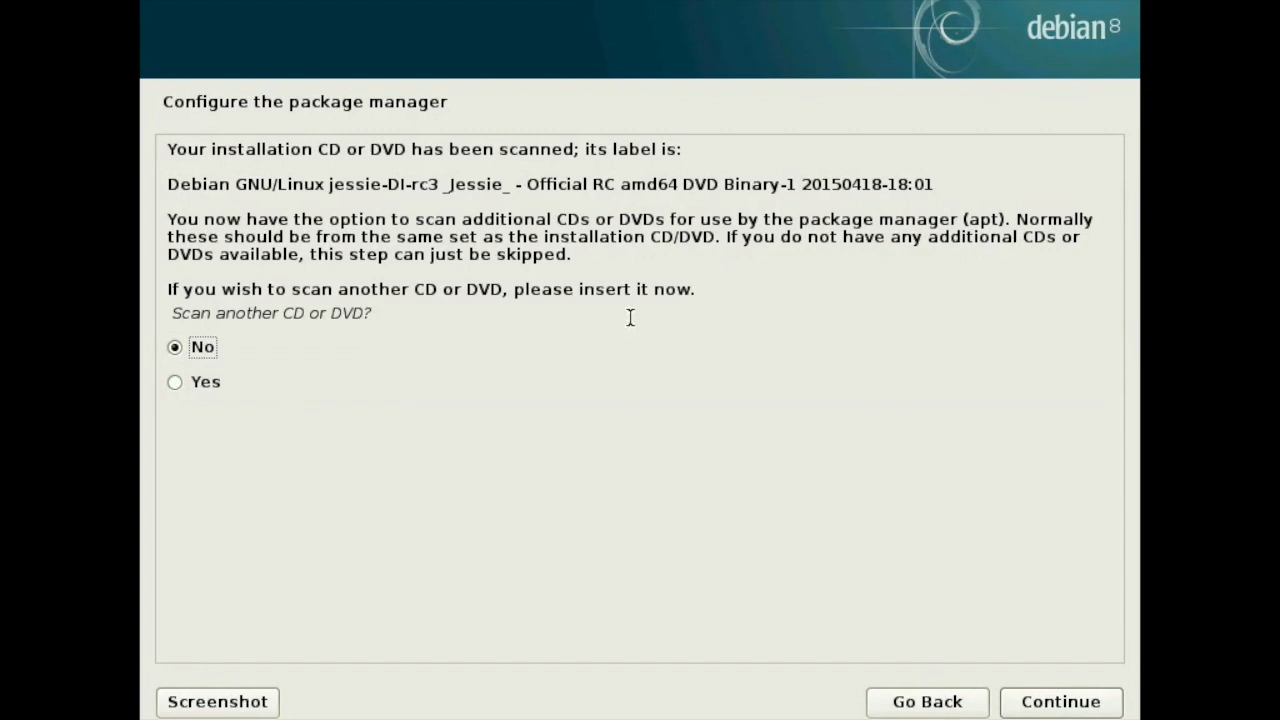 debian 8
Configure the package manager
Your installation CD or DVD has been scanned; its label is:
Debian GNU/Linux jessie-DI-rc3 _Jessie_ - Official RC amd64 DVD Binary-1 20150418-18:01
You now have the option to scan additional CDs or DVDs for use by the package manager (apt). Normally
these should be from the same set as the installation CD/DVD. If you do not have any additional CDs or
DVDs available, this step can just be skipped.
If you wish to scan another CD or DVD, please insert it now.
Scan another CD or DVD?
No
Yes
Screenshot
Go Back
Continue